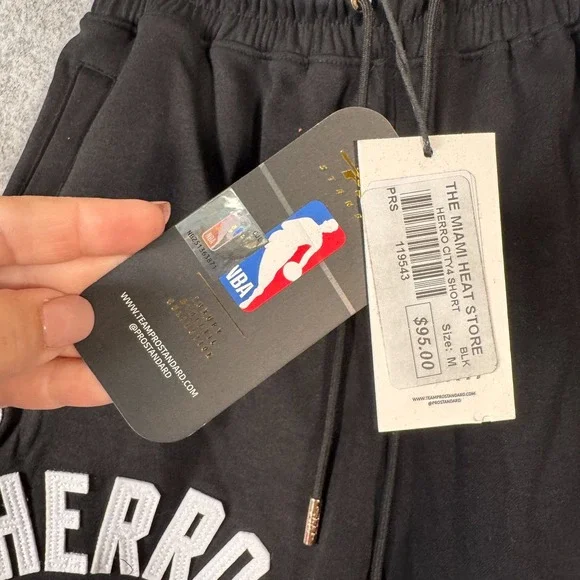 NBA
WWW.TEAMPROSTANDARD.COM
@PROSTANDARD
THE MIAMI HEAT STORE
HERRO CITY4 SHORT
BLK
Size: M
PRS
119543
$95.00
WWW.TEAMPROSTANDARD.COM
@PROSTANDARD
HERRO